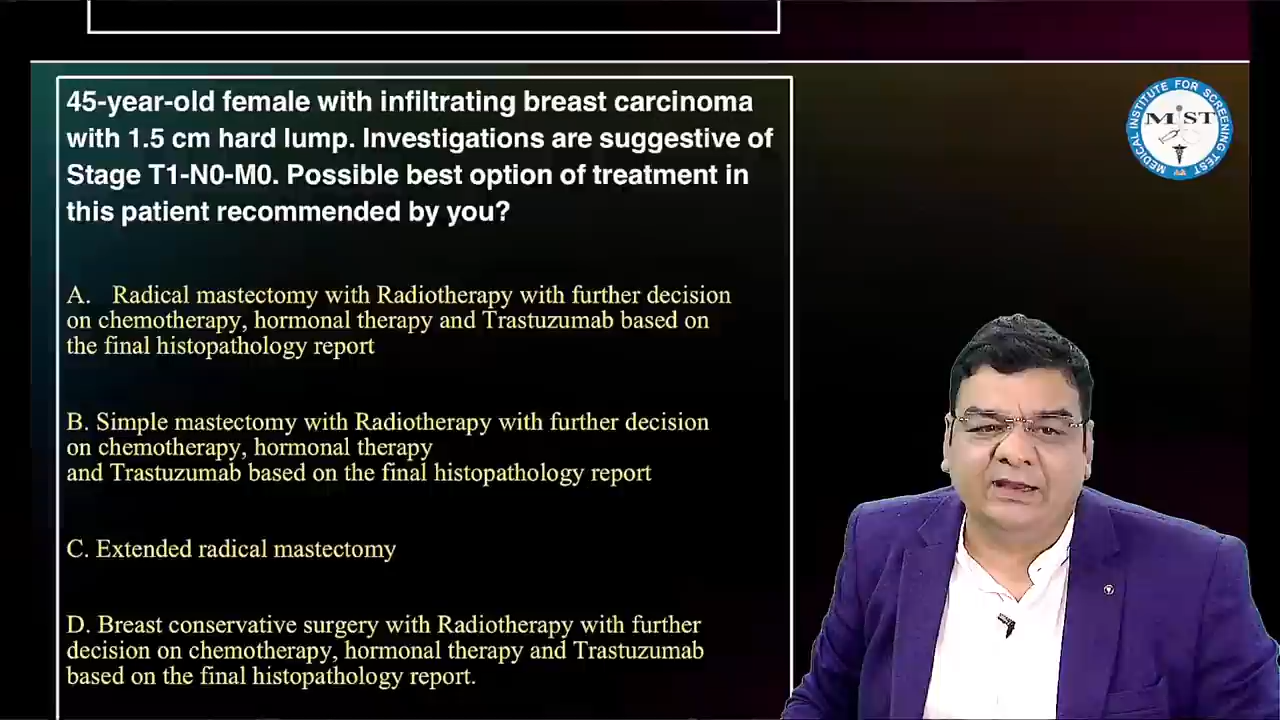 45-year-old female with infiltrating breast carcinoma
with 1.5 cm hard lump. Investigations are suggestive of
Stage T1-N0-M0. Possible best option of treatment in
this patient recommended by you?
A. Radical mastectomy with Radiotherapy with further decision
on chemotherapy, hormonal therapy and Trastuzumab based on
the final histopathology report
B. Simple mastectomy with Radiotherapy with further decision
on chemotherapy, hormonal therapy
and Trastuzumab based on the final histopathology report
C. Extended radical mastectomy
D. Breast conservative surgery with Radiotherapy with further
decision on chemotherapy, hormonal therapy and Trastuzumab
based on the final histopathology report.
MEDICAL INSTITUTE FOR SCREENING TEST
MIST